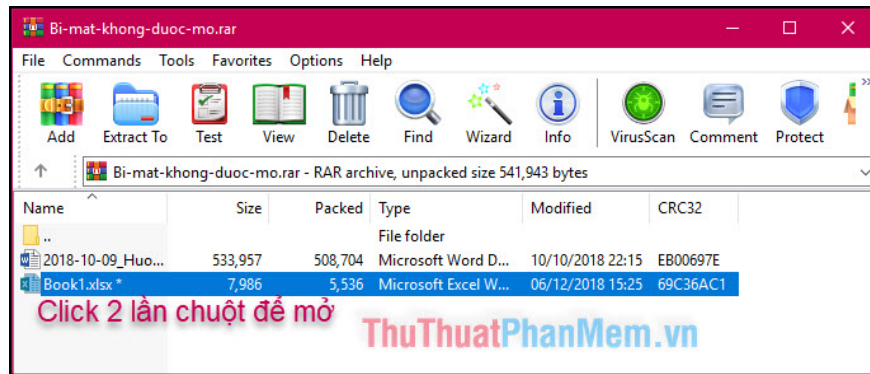 Bi-mat-khong-duoc-mo.rar
File Commands Tools Favorites Options Help
Add Extract To Test View Delete Find Wizard Info VirusScan Comment Protect
Bi-mat-khong-duoc-mo.rar - RAR archive, unpacked size 541,943 bytes
Name Size Packed Type Modified CRC32
.. File folder
2018-10-09_Huo... 533,957 508,704 Microsoft Word D... 10/10/2018 22:15 EB00697E
Book1.xlsx * 7,986 5,536 Microsoft Excel W... 06/12/2018 15:25 69C36AC1
Click 2 lần chuột để mở
ThuThuatPhanMem.vn